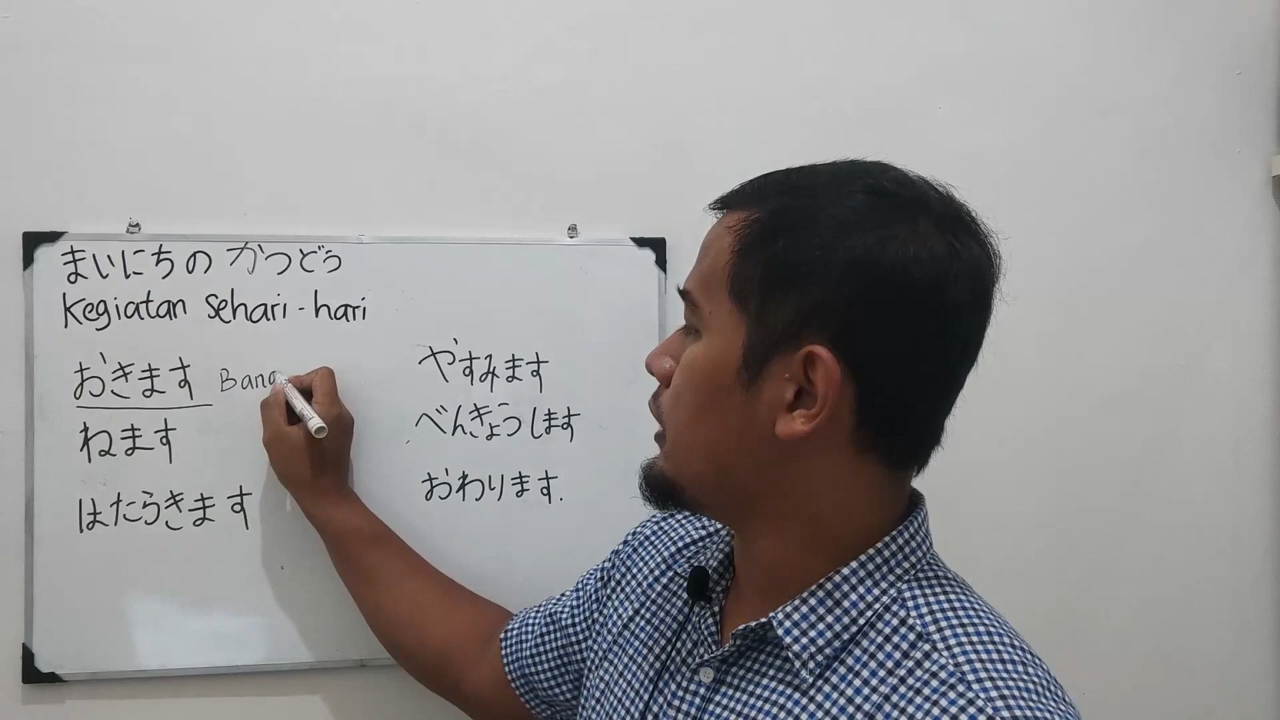 まいにちの かつどう
Kegiatan Sehari-hari
おきます
ねます
はたらきます
やすみます
べんきょうします
おわります.